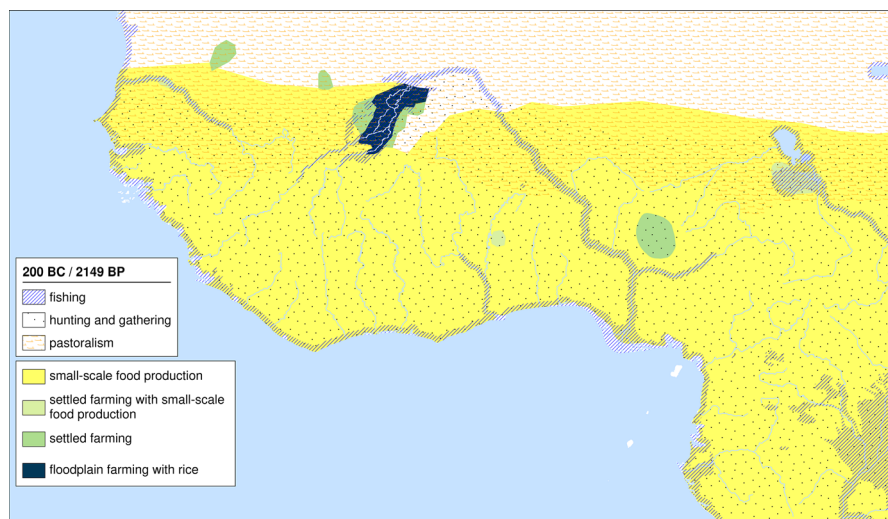 200 BC / 2149 BP
fishing
hunting and gathering
pastoralism
small-scale food production
settled farming with small-scale
food production
settled farming
floodplain farming with rice